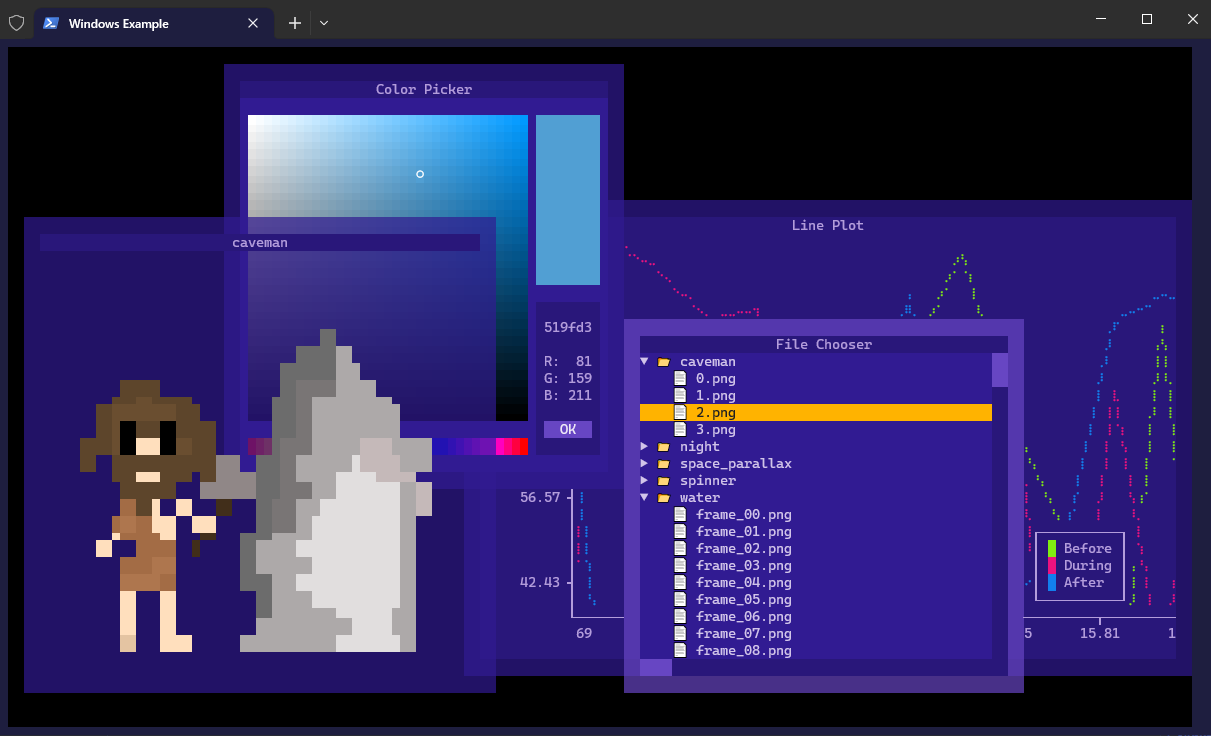 Windows Example
Color Picker
519fd3
R: 81
G: 159
B: 211
OK
caveman
Line Plot
56.57
42.43
69
5
15.81
1
Before
During
After
File Chooser
caveman
0.png
1.png
2.png
3.png
night
space_parallax
spinner
water
frame_00.png
frame_01.png
frame_02.png
frame_03.png
frame_04.png
frame_05.png
frame_06.png
frame_07.png
frame_08.png